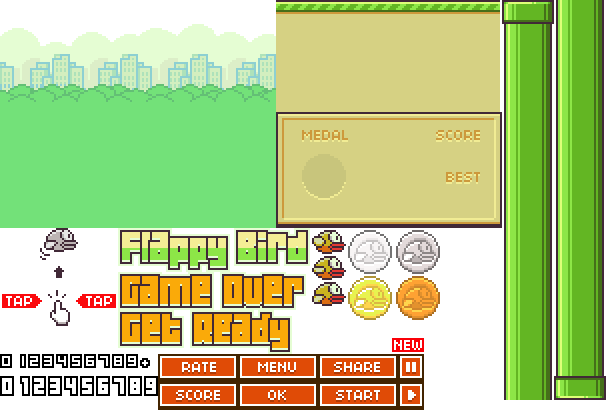 MEDAL SCORE
BEST
Flappy Bird
TAP TAP
Game Over
Get Ready
NEW
0 123456789+
RATE MENU SHARE
0 123456789
SCORE OK START